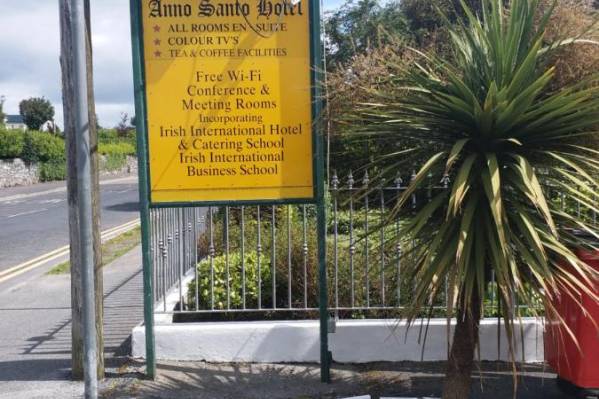 Anno Santo Hotel
★ ALL ROOMS EN - SUITE
★ COLOUR TV'S
★ TEA & COFFEE FACILITIES
Free Wi-Fi
Conference &
Meeting Rooms
Incorporating
Irish International Hotel
& Catering School
Irish International
Business School